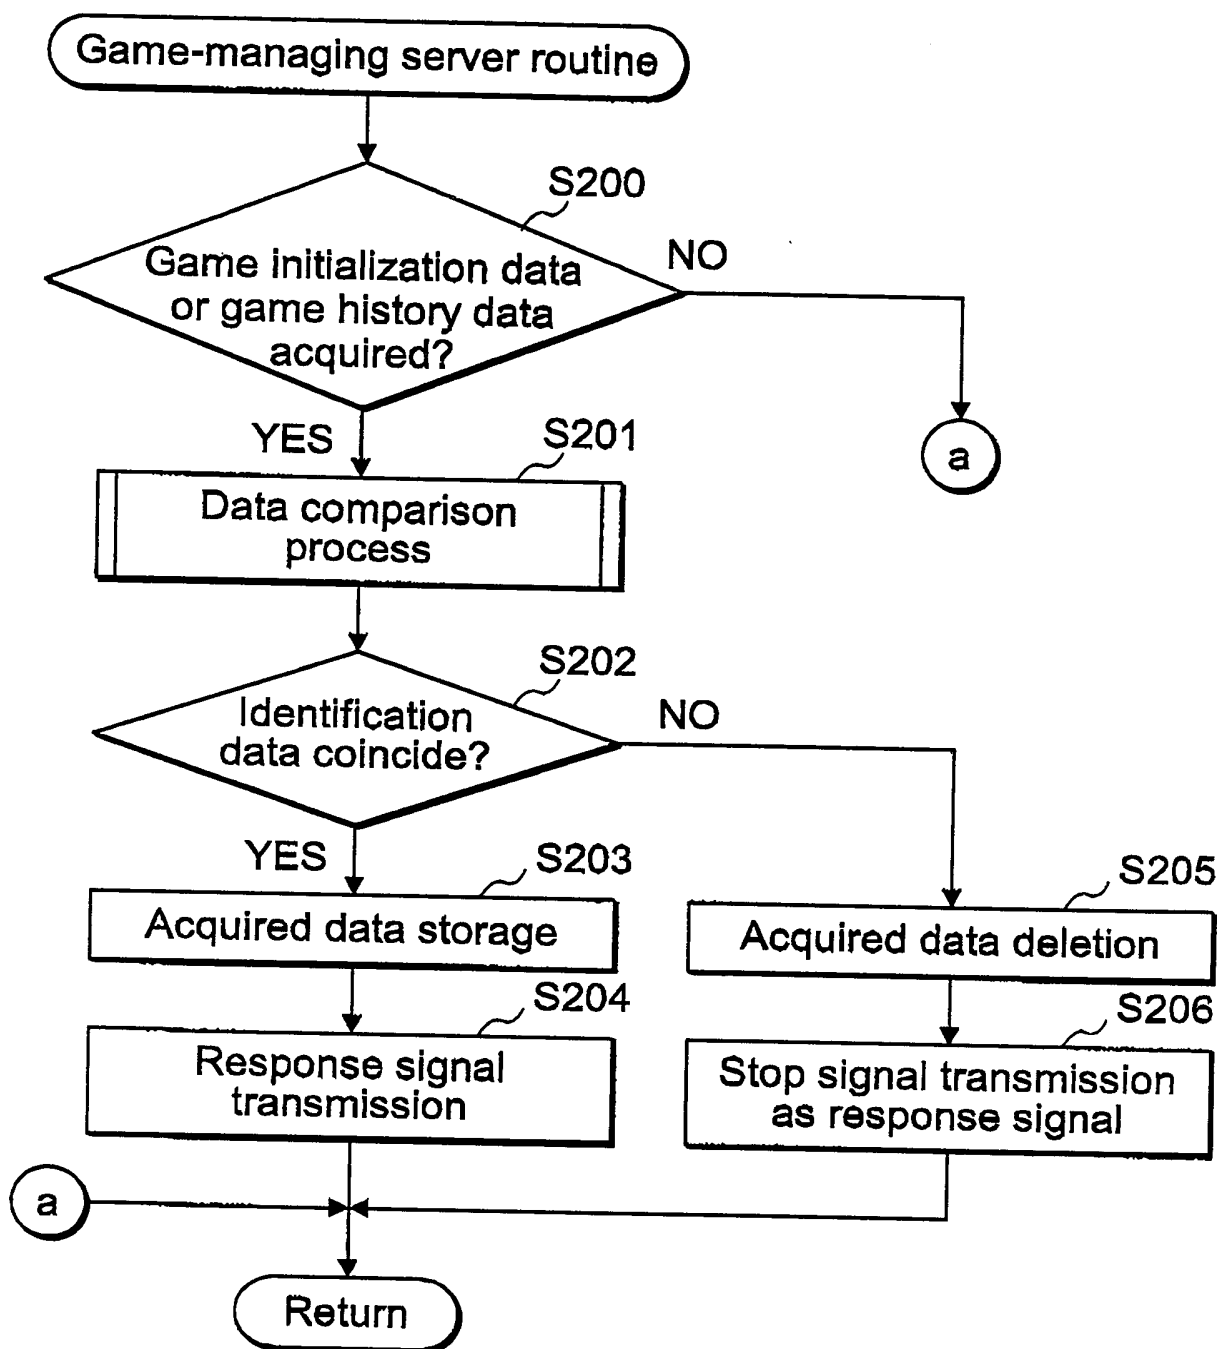 Game-managing server routine
S200
Game initialization data
or game history data
acquired?
NO
a
YES
S201
Data comparison
process
S202
Identification
data coincide?
NO
YES
S203
Acquired data storage
S205
Acquired data deletion
S204
Response signal
transmission
S206
Stop signal transmission
as response signal
a
Return